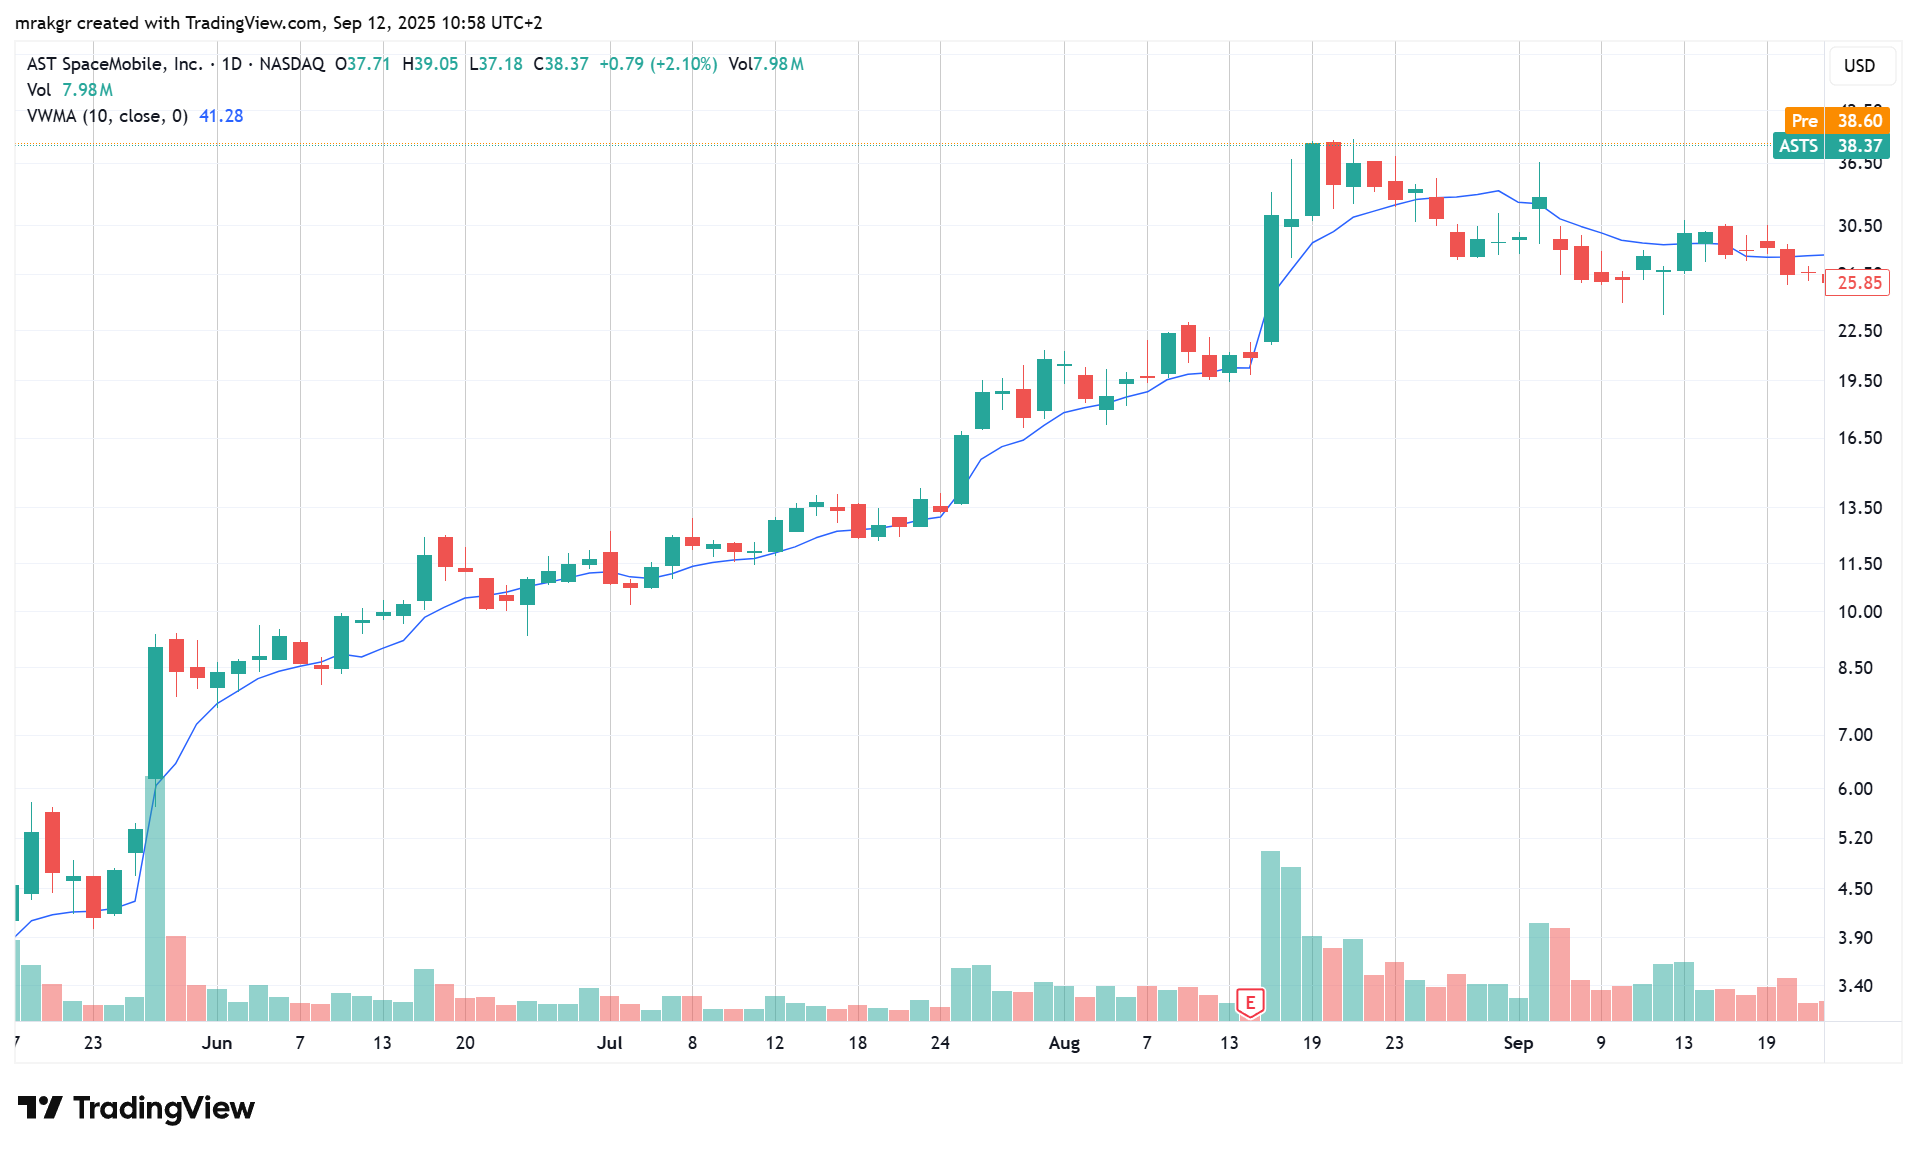 mrakgr created with TradingView.com, Sep 12, 2025 10:58 UTC+2
AST SpaceMobile, Inc. · 1D · NASDAQ O37.71 H39.05 L37.18 C38.37 +0.79 (+2.10%) Vol7.98M
Vol 7.98M
VWMA (10, close, 0) 41.28
USD
Pre 38.60
ASTS 38.37
36.50
30.50
25.85
22.50
19.50
16.50
13.50
11.50
10.00
8.50
7.00
6.00
5.20
4.50
3.90
3.40
E
7 23 Jun 7 13 20 Jul 8 12 18 24 Aug 7 13 19 23 Sep 9 13 19
TradingView